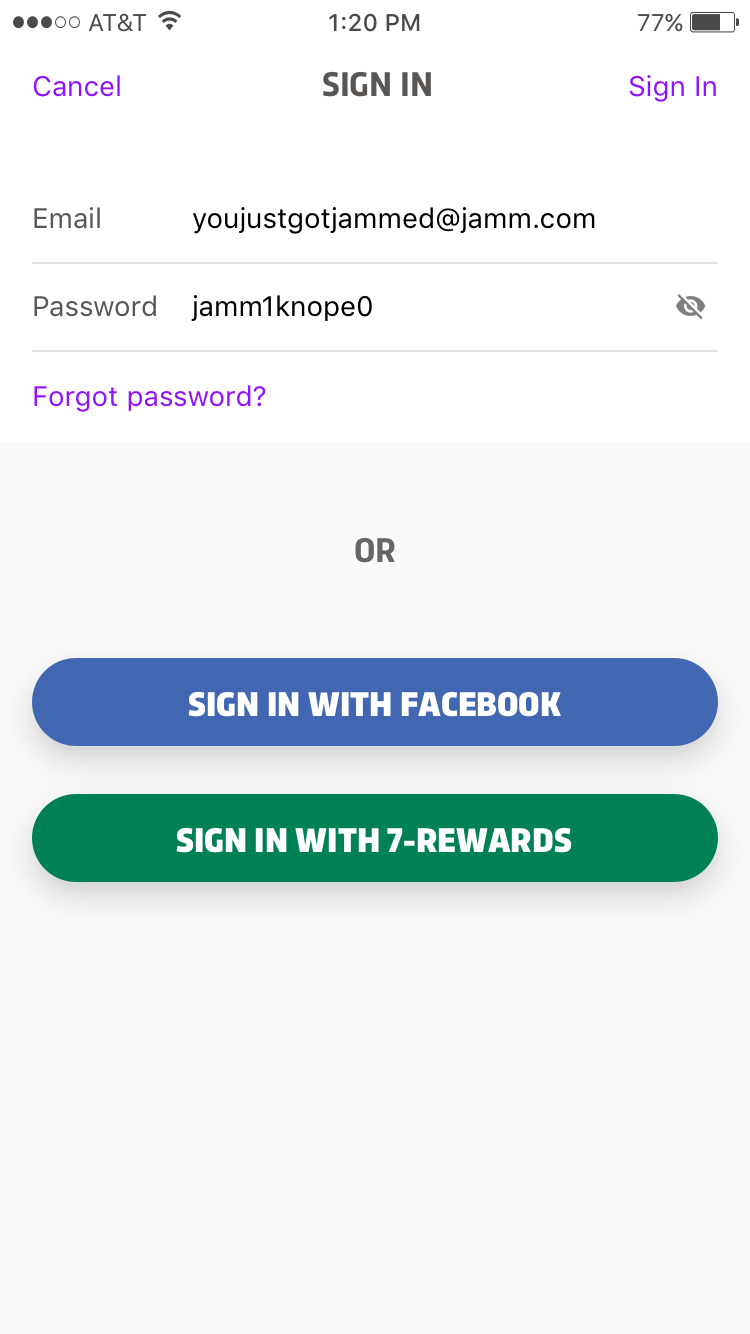 AT&T 1:20 PM 77%
Cancel SIGN IN Sign In
Email youjustgotjammed@jamm.com
Password jamm1knope0
Forgot password?
OR
SIGN IN WITH FACEBOOK
SIGN IN WITH 7-REWARDS